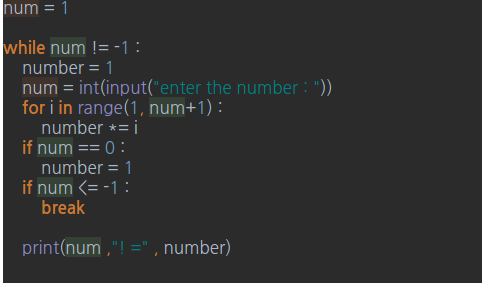 num = 1
while num != -1 :
number = 1
num = int(input("enter the number : "))
for i in range(1, num+1) :
number *= i
if num == 0 :
number = 1
if num <= -1 :
break
print(num ,"! =" , number)